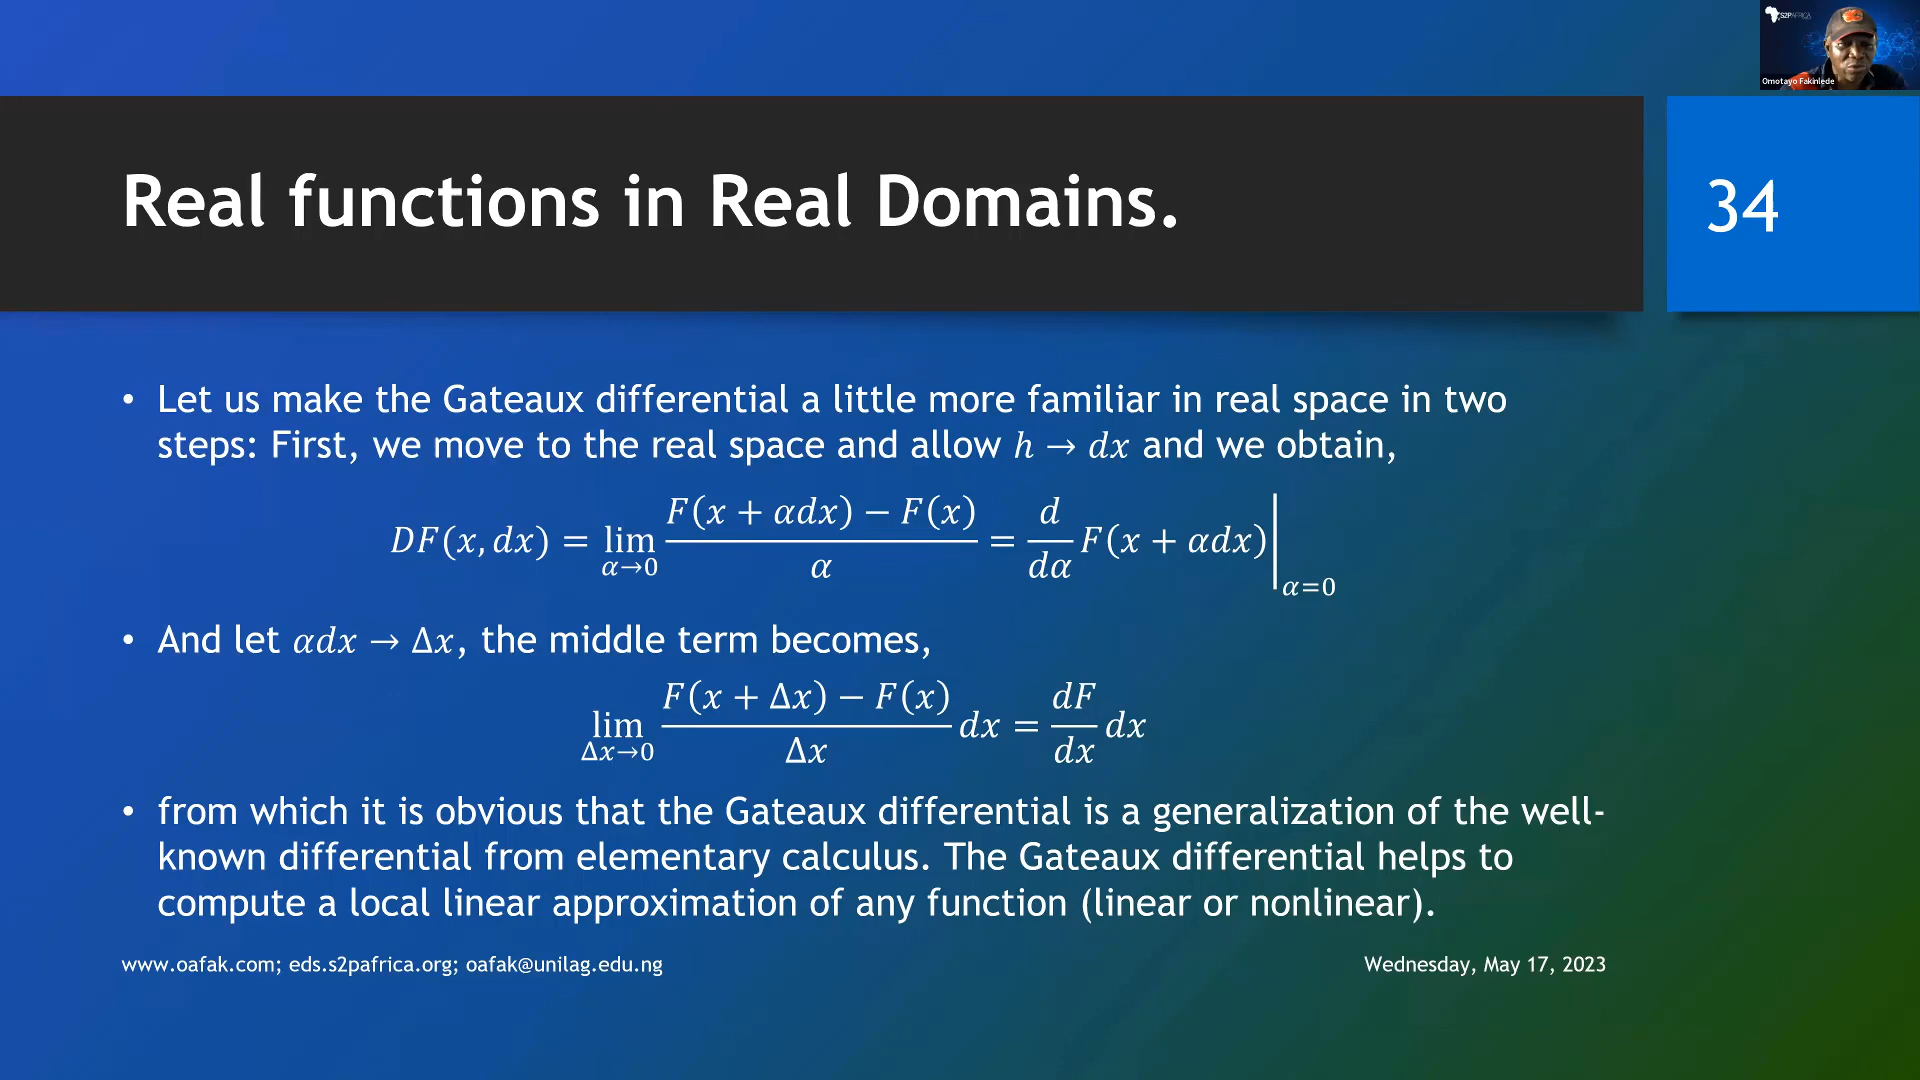 S2PAFRICA
Omotayo Fakinlede
Real functions in Real Domains.
34
• Let us make the Gateaux differential a little more familiar in real space in two
steps: First, we move to the real space and allow ℎ → 𝑑𝑥 and we obtain,
𝐷𝐹(𝑥, 𝑑𝑥) = lim_{𝛼→0} (𝐹(𝑥 + 𝛼𝑑𝑥) − 𝐹(𝑥))/𝛼 = 𝑑/𝑑𝛼 𝐹(𝑥 + 𝛼𝑑𝑥)|_{𝛼=0}
• And let 𝛼𝑑𝑥 → Δ𝑥, the middle term becomes,
lim_{Δ𝑥→0} (𝐹(𝑥 + Δ𝑥) − 𝐹(𝑥))/Δ𝑥 𝑑𝑥 = 𝑑𝐹/𝑑𝑥 𝑑𝑥
• from which it is obvious that the Gateaux differential is a generalization of the well-
known differential from elementary calculus. The Gateaux differential helps to
compute a local linear approximation of any function (linear or nonlinear).
www.oafak.com; eds.s2pafrica.org; oafak@unilag.edu.ng
Wednesday, May 17, 2023